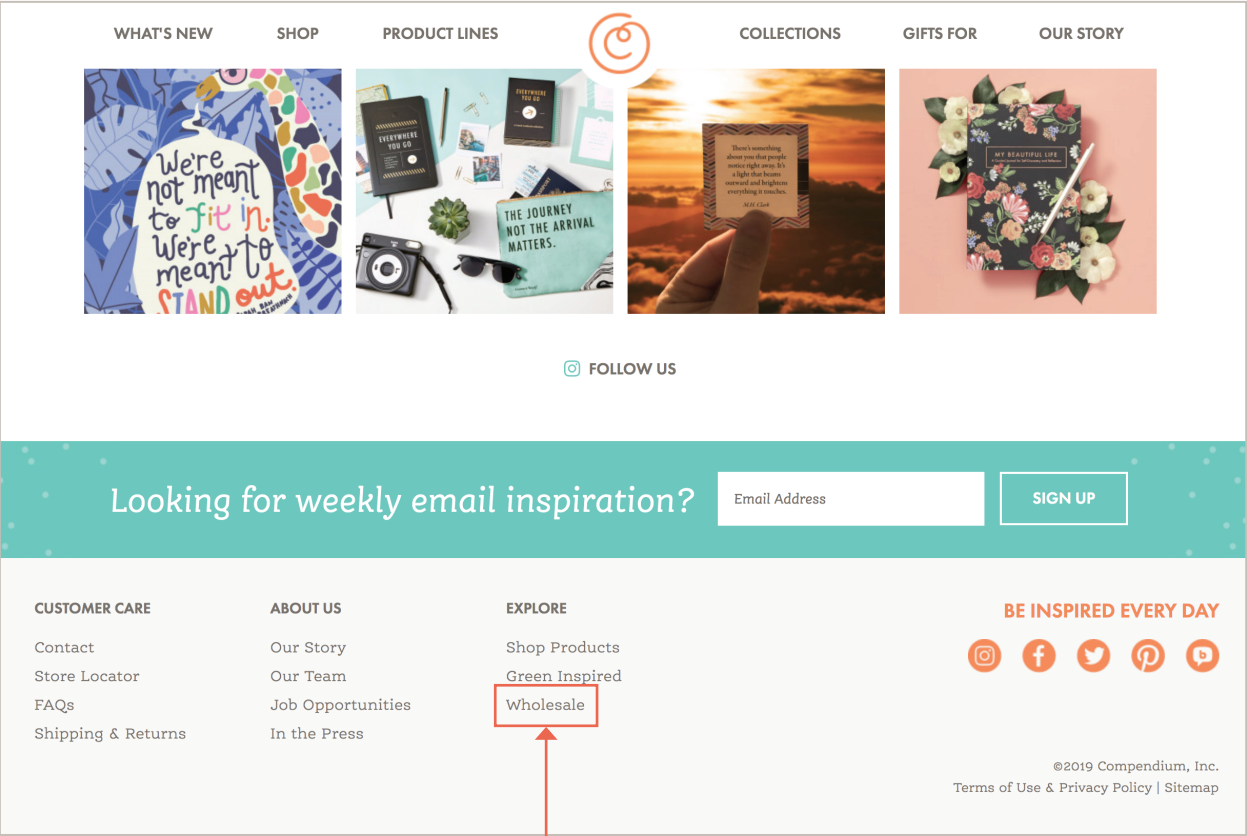 WHAT'S NEW
SHOP
PRODUCT LINES
COLLECTIONS
GIFTS FOR
OUR STORY
We're
not meant
to fit in.
We're to
meant to
STAND out.
EVERYWHERE
YOU GO
EVERYWHERE
YOU GO
THE JOURNEY
NOT THE ARRIVAL
MATTERS.
There's something
about you that people
notice right away. It's
a light that beams
outward and brightens
everything it touches.
M.H. Clark
MY BEAUTIFUL LIFE
FOLLOW US
Looking for weekly email inspiration?
Email Address
SIGN UP
CUSTOMER CARE
Contact
Store Locator
FAQs
Shipping & Returns
ABOUT US
Our Story
Our Team
Job Opportunities
In the Press
EXPLORE
Shop Products
Green Inspired
Wholesale
BE INSPIRED EVERY DAY
©2019 Compendium, Inc.
Terms of Use & Privacy Policy | Sitemap